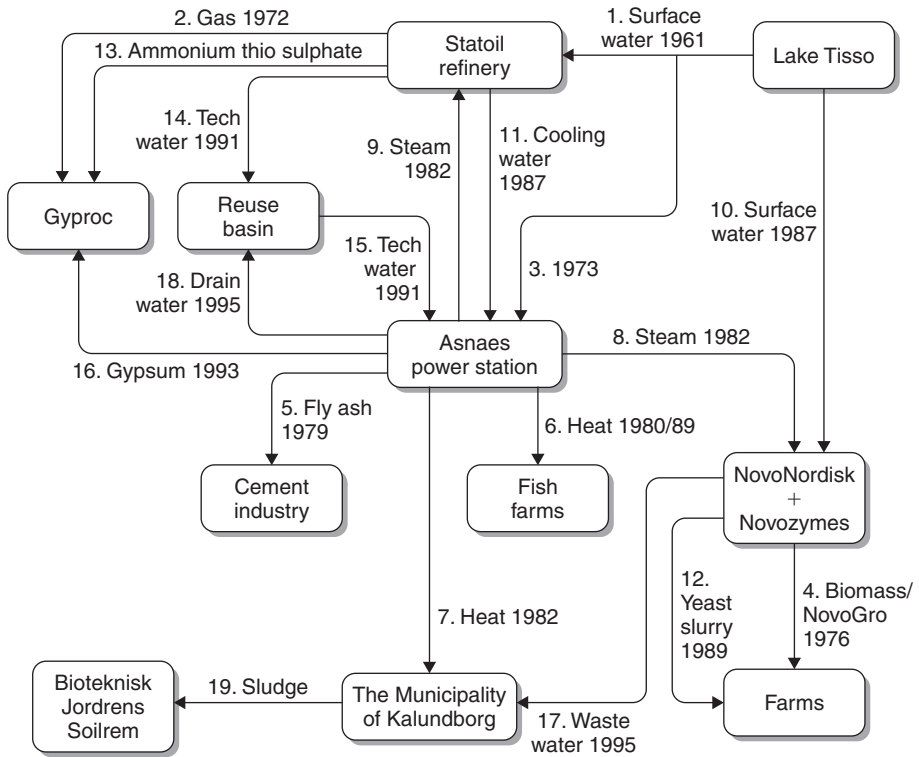 2. Gas 1972
13. Ammonium thio sulphate
Statoil
refinery
1. Surface
water 1961
Lake Tisso
14. Tech
water 1991
9. Steam
1982
11. Cooling
water
1987
Gyproc
Reuse
basin
10. Surface
water 1987
15. Tech
water
1991
3. 1973
18. Drain
water 1995
16. Gypsum 1993
Asnaes
power station
8. Steam 1982
5. Fly ash
1979
6. Heat 1980/89
Cement
industry
Fish
farms
NovoNordisk
+
Novozymes
7. Heat 1982
12.
Yeast
slurry
1989
4. Biomass/
NovoGro
1976
Bioteknisk
Jordrens
Soilrem
19. Sludge
The Municipality
of Kalundborg
17. Waste
water 1995
Farms